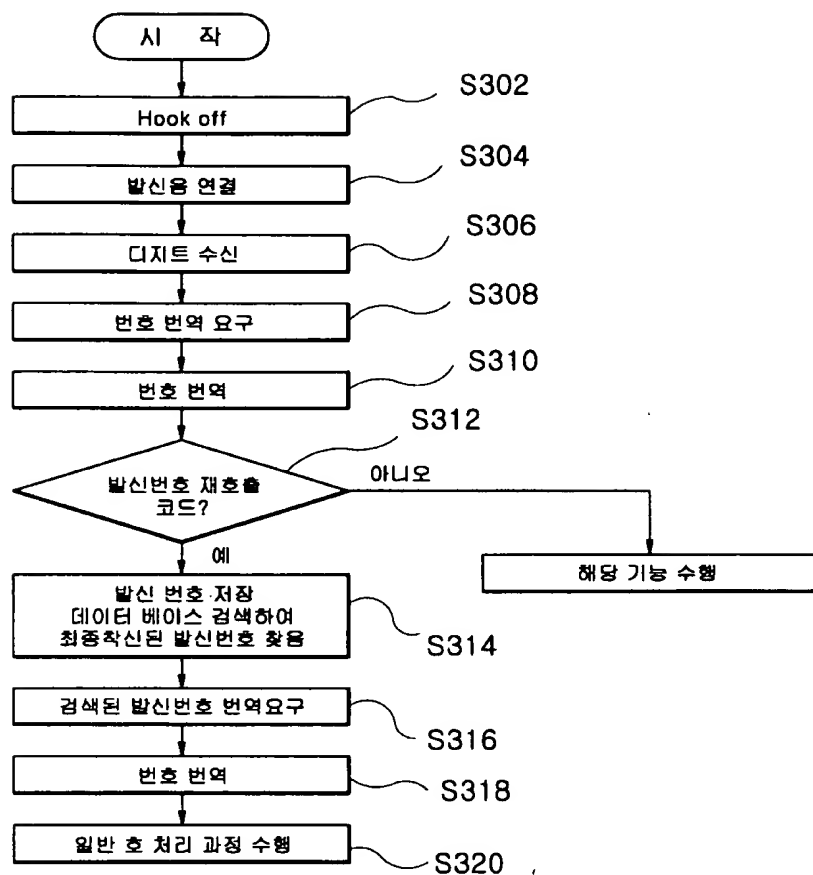 시 작
S302
Hook off
S304
발신음 연결
S306
디지트 수신
S308
번호 번역 요구
S310
번호 번역
S312
발신번호 재호출
코드?
아니오
예
해당 기능 수행
발신 번호 저장
데이터 베이스 검색하여
최종착신된 발신번호 찾음
S314
검색된 발신번호 번역요구
S316
번호 번역
S318
일반 호 처리 과정 수행
S320